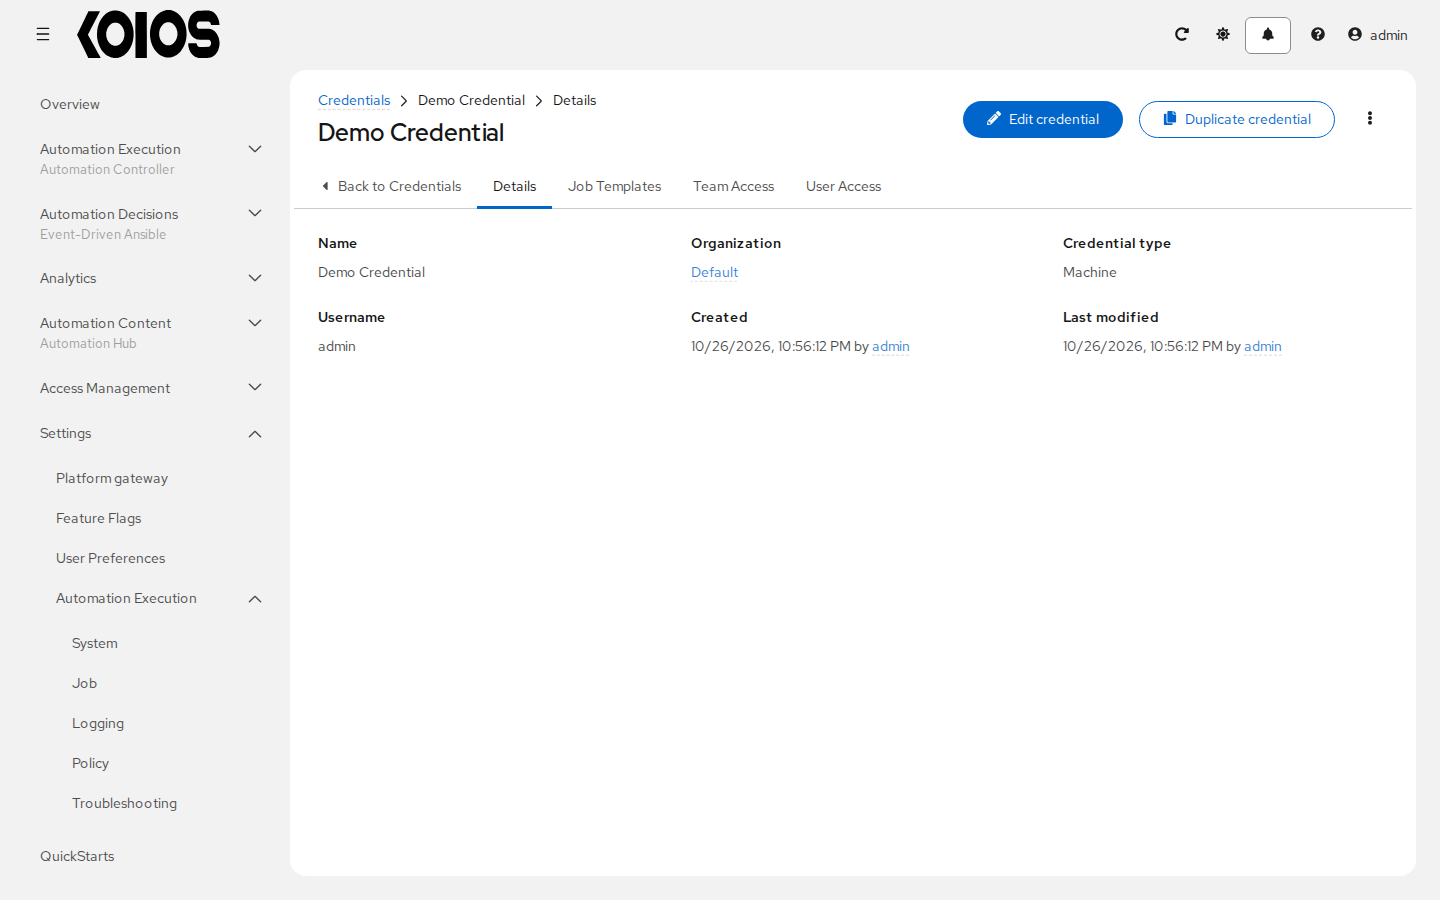 KOIOS
admin
Overview
Automation Execution
Automation Controller
Automation Decisions
Event-Driven Ansible
Analytics
Automation Content
Automation Hub
Access Management
Settings
Platform gateway
Feature Flags
User Preferences
Automation Execution
System
Job
Logging
Policy
Troubleshooting
QuickStarts
Credentials Demo Credential Details
Demo Credential
Edit credential
Duplicate credential
Back to Credentials Details Job Templates Team Access User Access
Name Organization Credential type
Demo Credential Default Machine
Username Created Last modified
admin 10/26/2026, 10:56:12 PM by admin 10/26/2026, 10:56:12 PM by admin